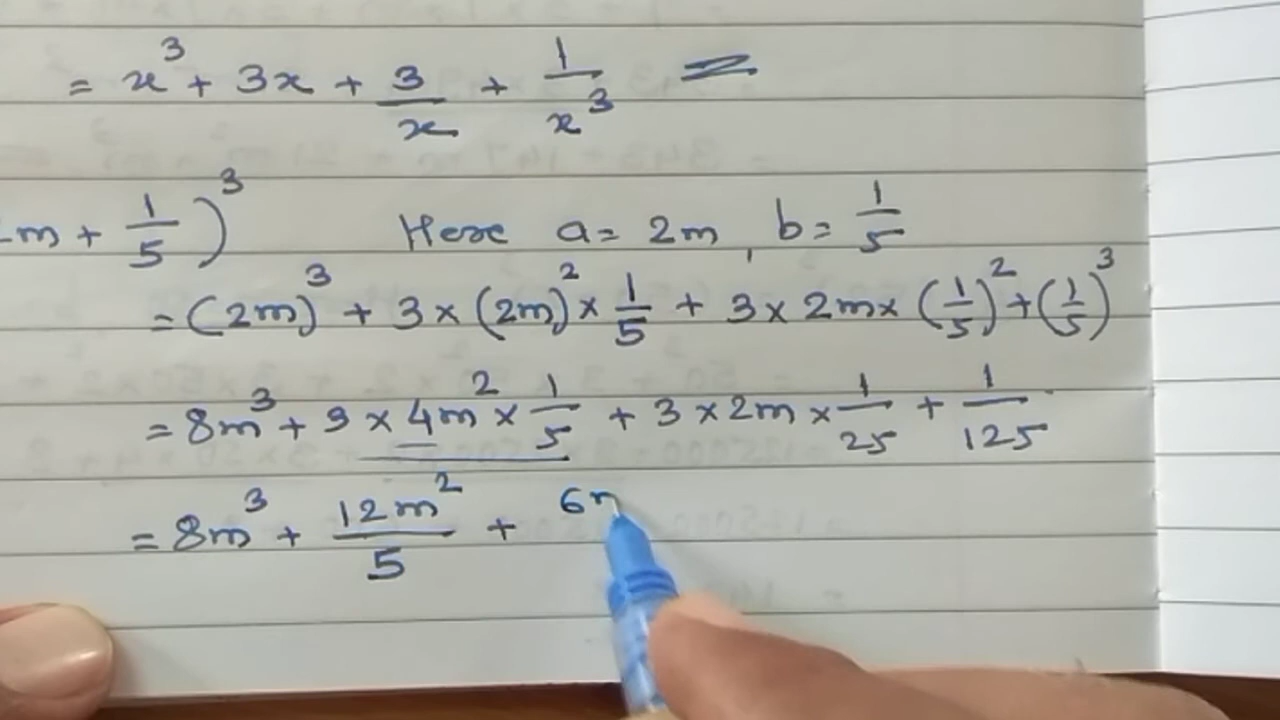 = x³ + 3x + 3/x + 1/x³
m + 1/5)³ Here a = 2m, b = 1/5
= (2m)³ + 3 × (2m)² × 1/5 + 3 × 2m × (1/5)² + (1/5)³
= 8m³ + 3 × 4m² × 1/5 + 3 × 2m × 1/25 + 1/125
= 8m³ + 12m²/5 + 6m